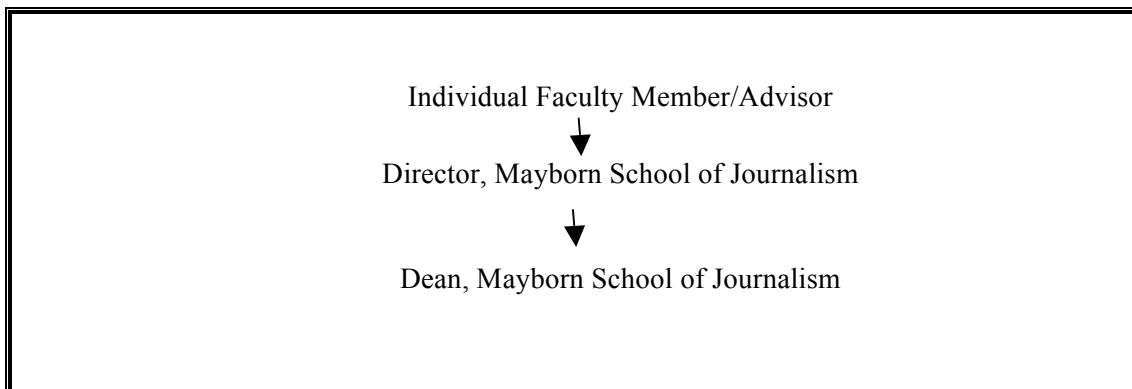 Individual Faculty Member/Advisor
Director, Mayborn School of Journalism
Dean, Mayborn School of Journalism